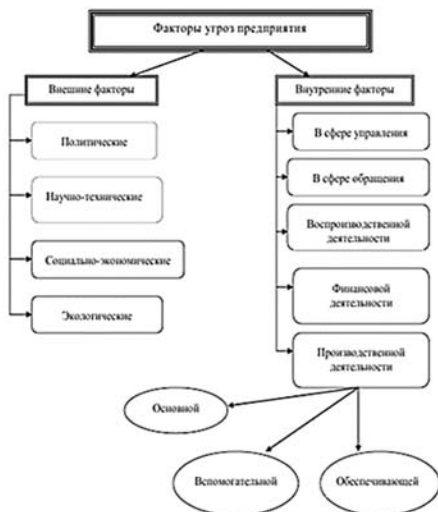 Факторы угроз предприятия
Внешние факторы
Политические
Научно-технические
Социально-экономические
Экологические
Внутренние факторы
В сфере управления
В сфере обращения
Воспроизводственной
деятельности
Финансовой
деятельности
Производственной
деятельности
Основной
Вспомогательной
Обеспечивающей